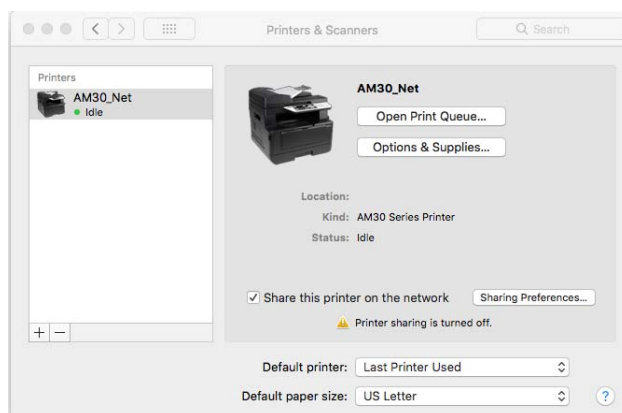 Printers & Scanners
Search
Printers
AM30_Net
Idle
AM30_Net
Open Print Queue...
Options & Supplies...
Location:
Kind: AM30 Series Printer
Status: Idle
Share this printer on the network
Sharing Preferences...
Printer sharing is turned off.
+ −
Default printer: Last Printer Used
Default paper size: US Letter
?